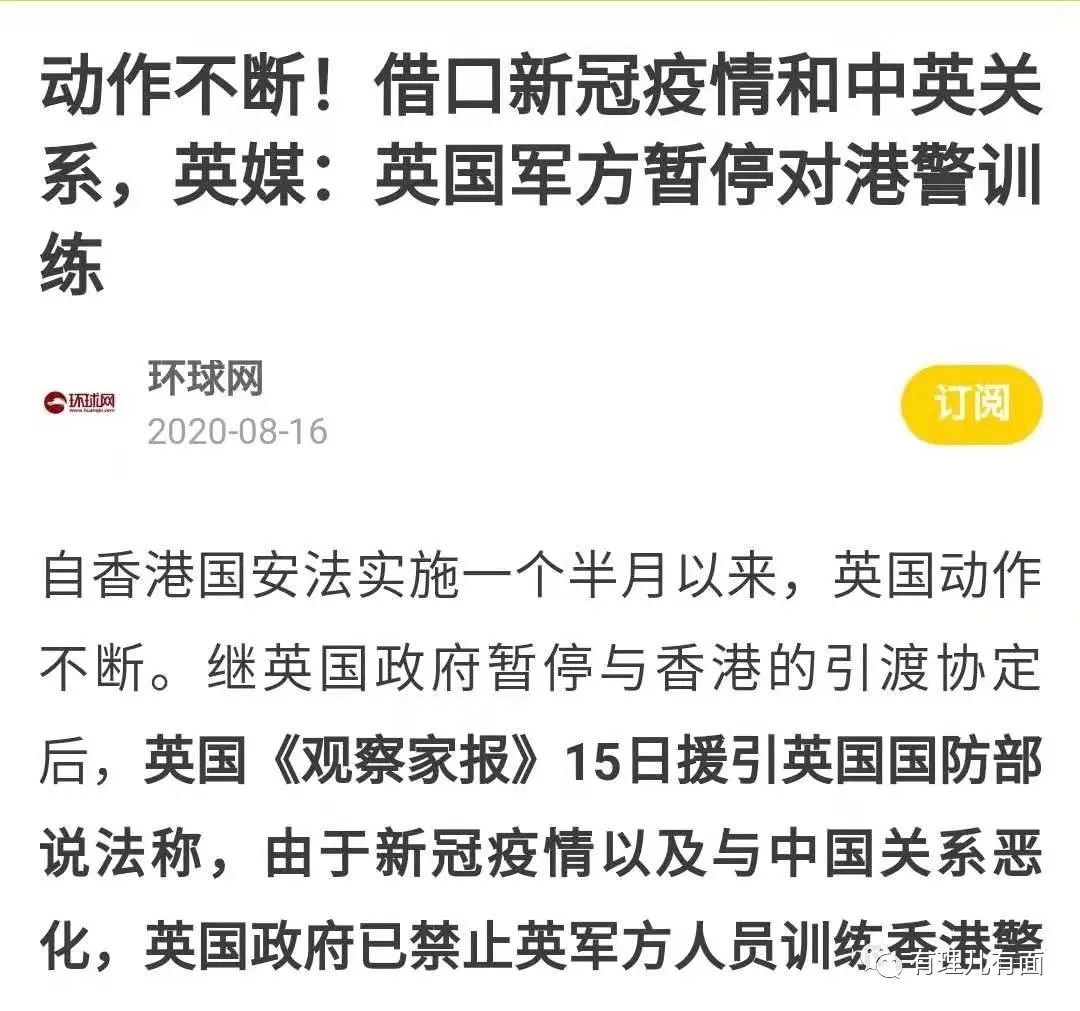 动作不断！借口新冠疫情和中英关
系，英媒：英国军方暂停对港警训
练
环球网
环球网
www.huanqiu.com
2020-08-16
订阅
自香港国安法实施一个半月以来，英国动作
不断。继英国政府暂停与香港的引渡协定
后，英国《观察家报》15日援引英国国防部
说法称，由于新冠疫情以及与中国关系恶
化，英国政府已禁止英军方人员训练香港警
有理儿有面